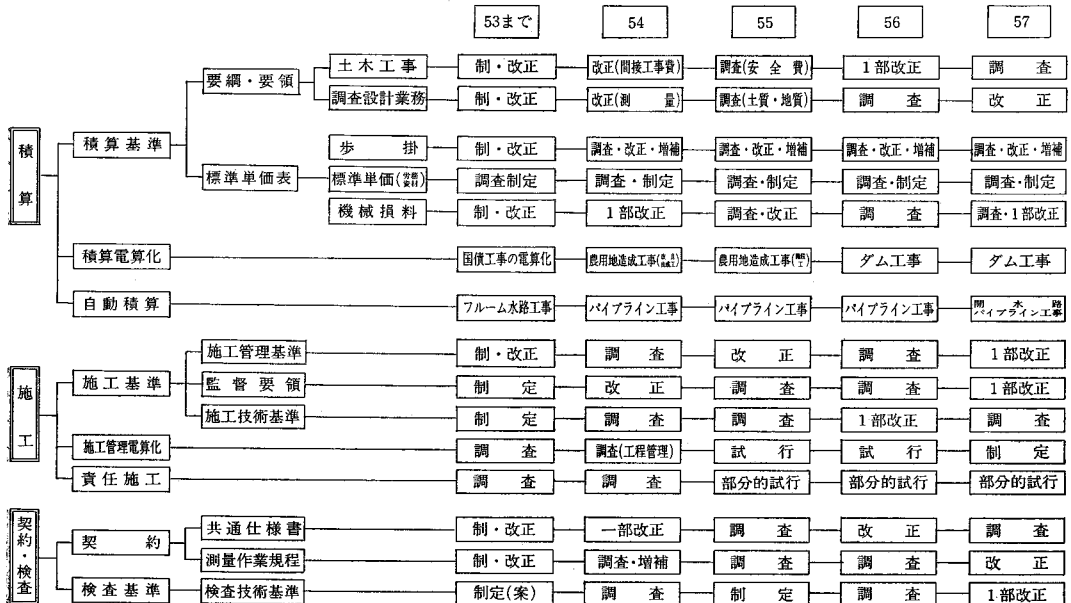 53まで 54 55 56 57
土木工事 制・改正 改正(間接工事費) 調査(安全費) 1部改正 調査
要綱・要領
調査設計業務 制・改正 改正(測量) 調査(土質・地質) 調査 改正
積算
積算基準
歩掛 制・改正 調査・改正・増補 調査・改正・増補 調査・改正・増補 調査・改正・増補
標準単価表 標準単価 調査制定 調査・制定 調査・制定 調査・制定 調査・制定
機械損料 制・改正 1部改正 調査・改正 調査 調査・1部改正
積算電算化 国債工事の電算化 農用地造成工事 農用地造成工事 ダム工事 ダム工事
自動積算 フルーム水路工事 パイプライン工事 パイプライン工事 パイプライン工事 開水路 パイプライン工事
施工管理基準 制・改正 調査 改正 調査 1部改正
施工
施工基準 監督要領 制定 改正 調査 調査 1部改正
施工技術基準 制定 調査 調査 1部改正 調査
施工管理電算化 調査 調査(工程管理) 試行 試行 制定
責任施工 調査 調査 部分的試行 部分的試行 部分的試行
契約・検査
共通仕様書 制・改正 一部改正 調査 改正 調査
契約
測量作業規程 制・改正 調査・増補 調査 調査 改正
検査基準 検査技術基準 制定(案) 調査 制定 調査 1部改正